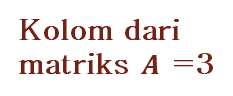 Kolom dari
matriks A =3